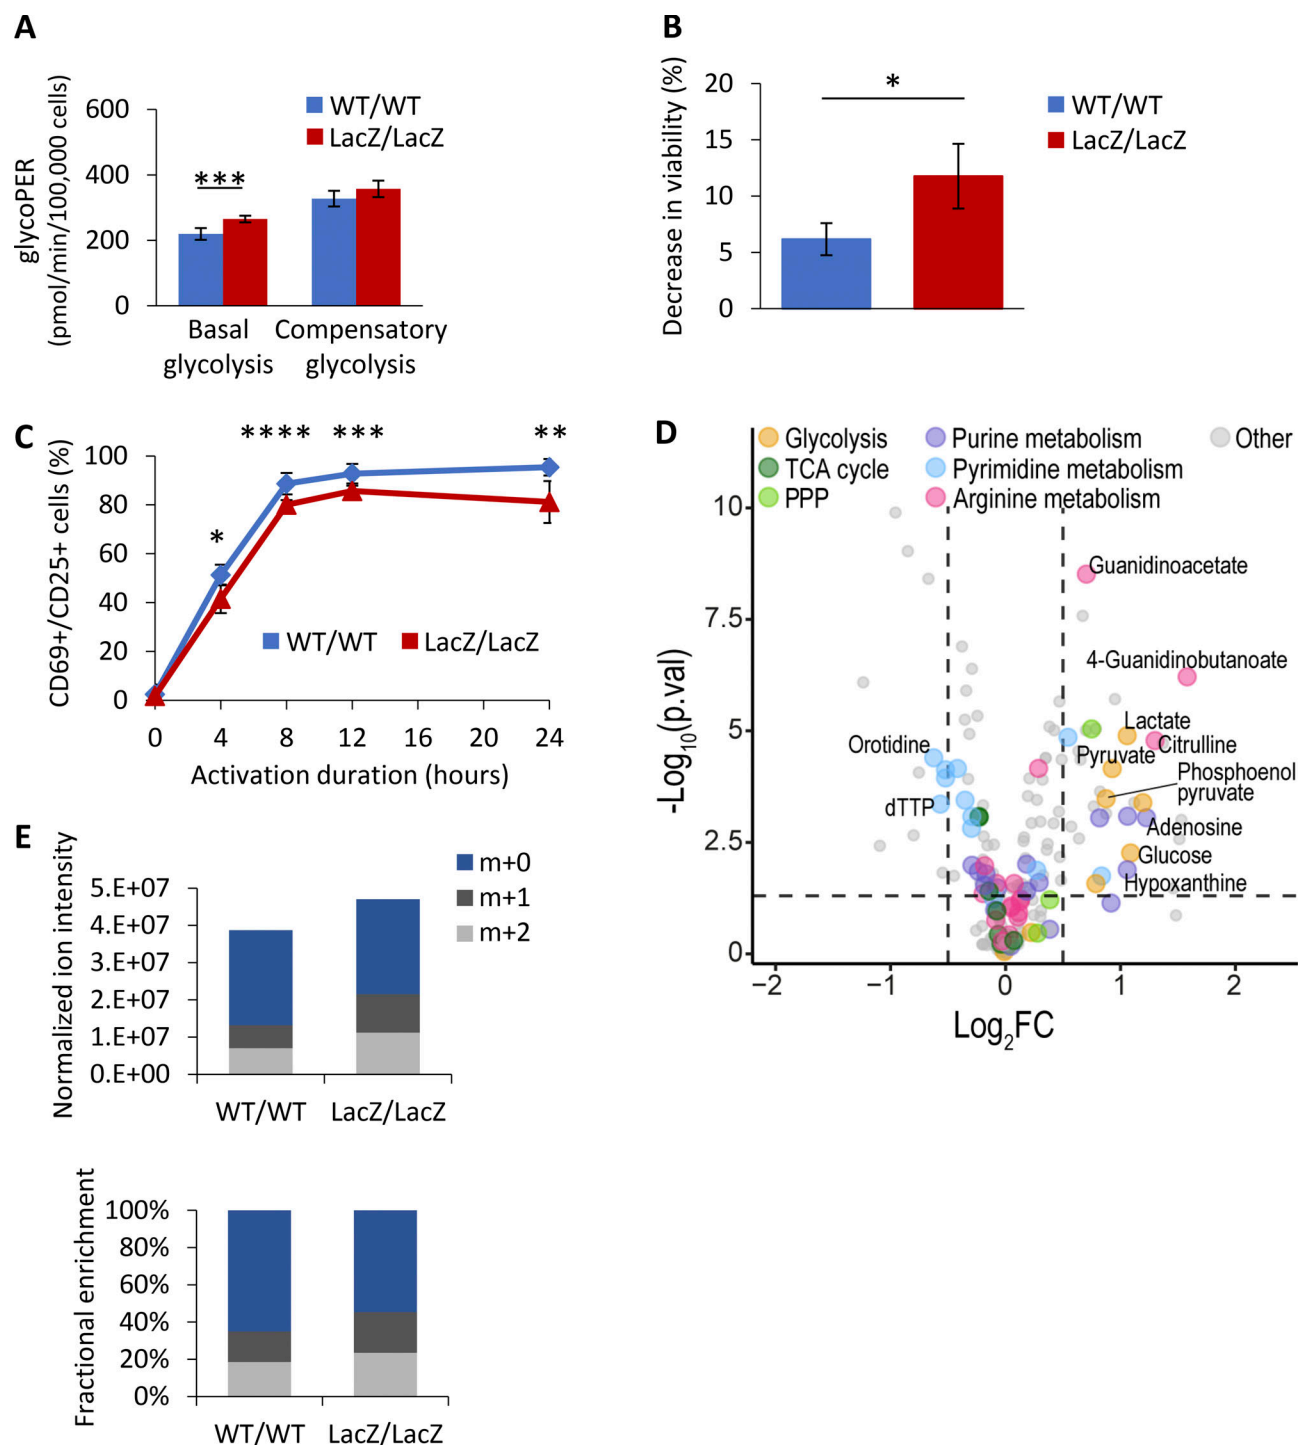 A
glycoPER
(pmol/min/100,000 cells)
600
400
200
0
WT/WT
LacZ/LacZ
***
Basal
glycolysis
Compensatory
glycolysis
B
Decrease in viability (%)
20
15
10
5
0
*
WT/WT
LacZ/LacZ
C
CD69+/CD25+ cells (%)
100
80
60
40
20
0
*
****
***
**
WT/WT
LacZ/LacZ
0 4 8 12 16 20 24
Activation duration (hours)
D
Glycolysis
TCA cycle
PPP
Purine metabolism
Pyrimidine metabolism
Arginine metabolism
Other
-Log10(p.val)
10
7.5
5
2.5
0
Guanidinoacetate
4-Guanidinobutanoate
Lactate
Orotidine
Pyruvate
Citrulline
Phosphoenol
pyruvate
dTTP
Adenosine
Glucose
Hypoxanthine
−2 −1 0 1 2
Log2FC
E
Normalized ion intensity
m+0
m+1
m+2
5.E+07
4.E+07
3.E+07
2.E+07
1.E+07
0.E+00
WT/WT
LacZ/LacZ
Fractional enrichment
100%
80%
60%
40%
20%
0%
WT/WT
LacZ/LacZ